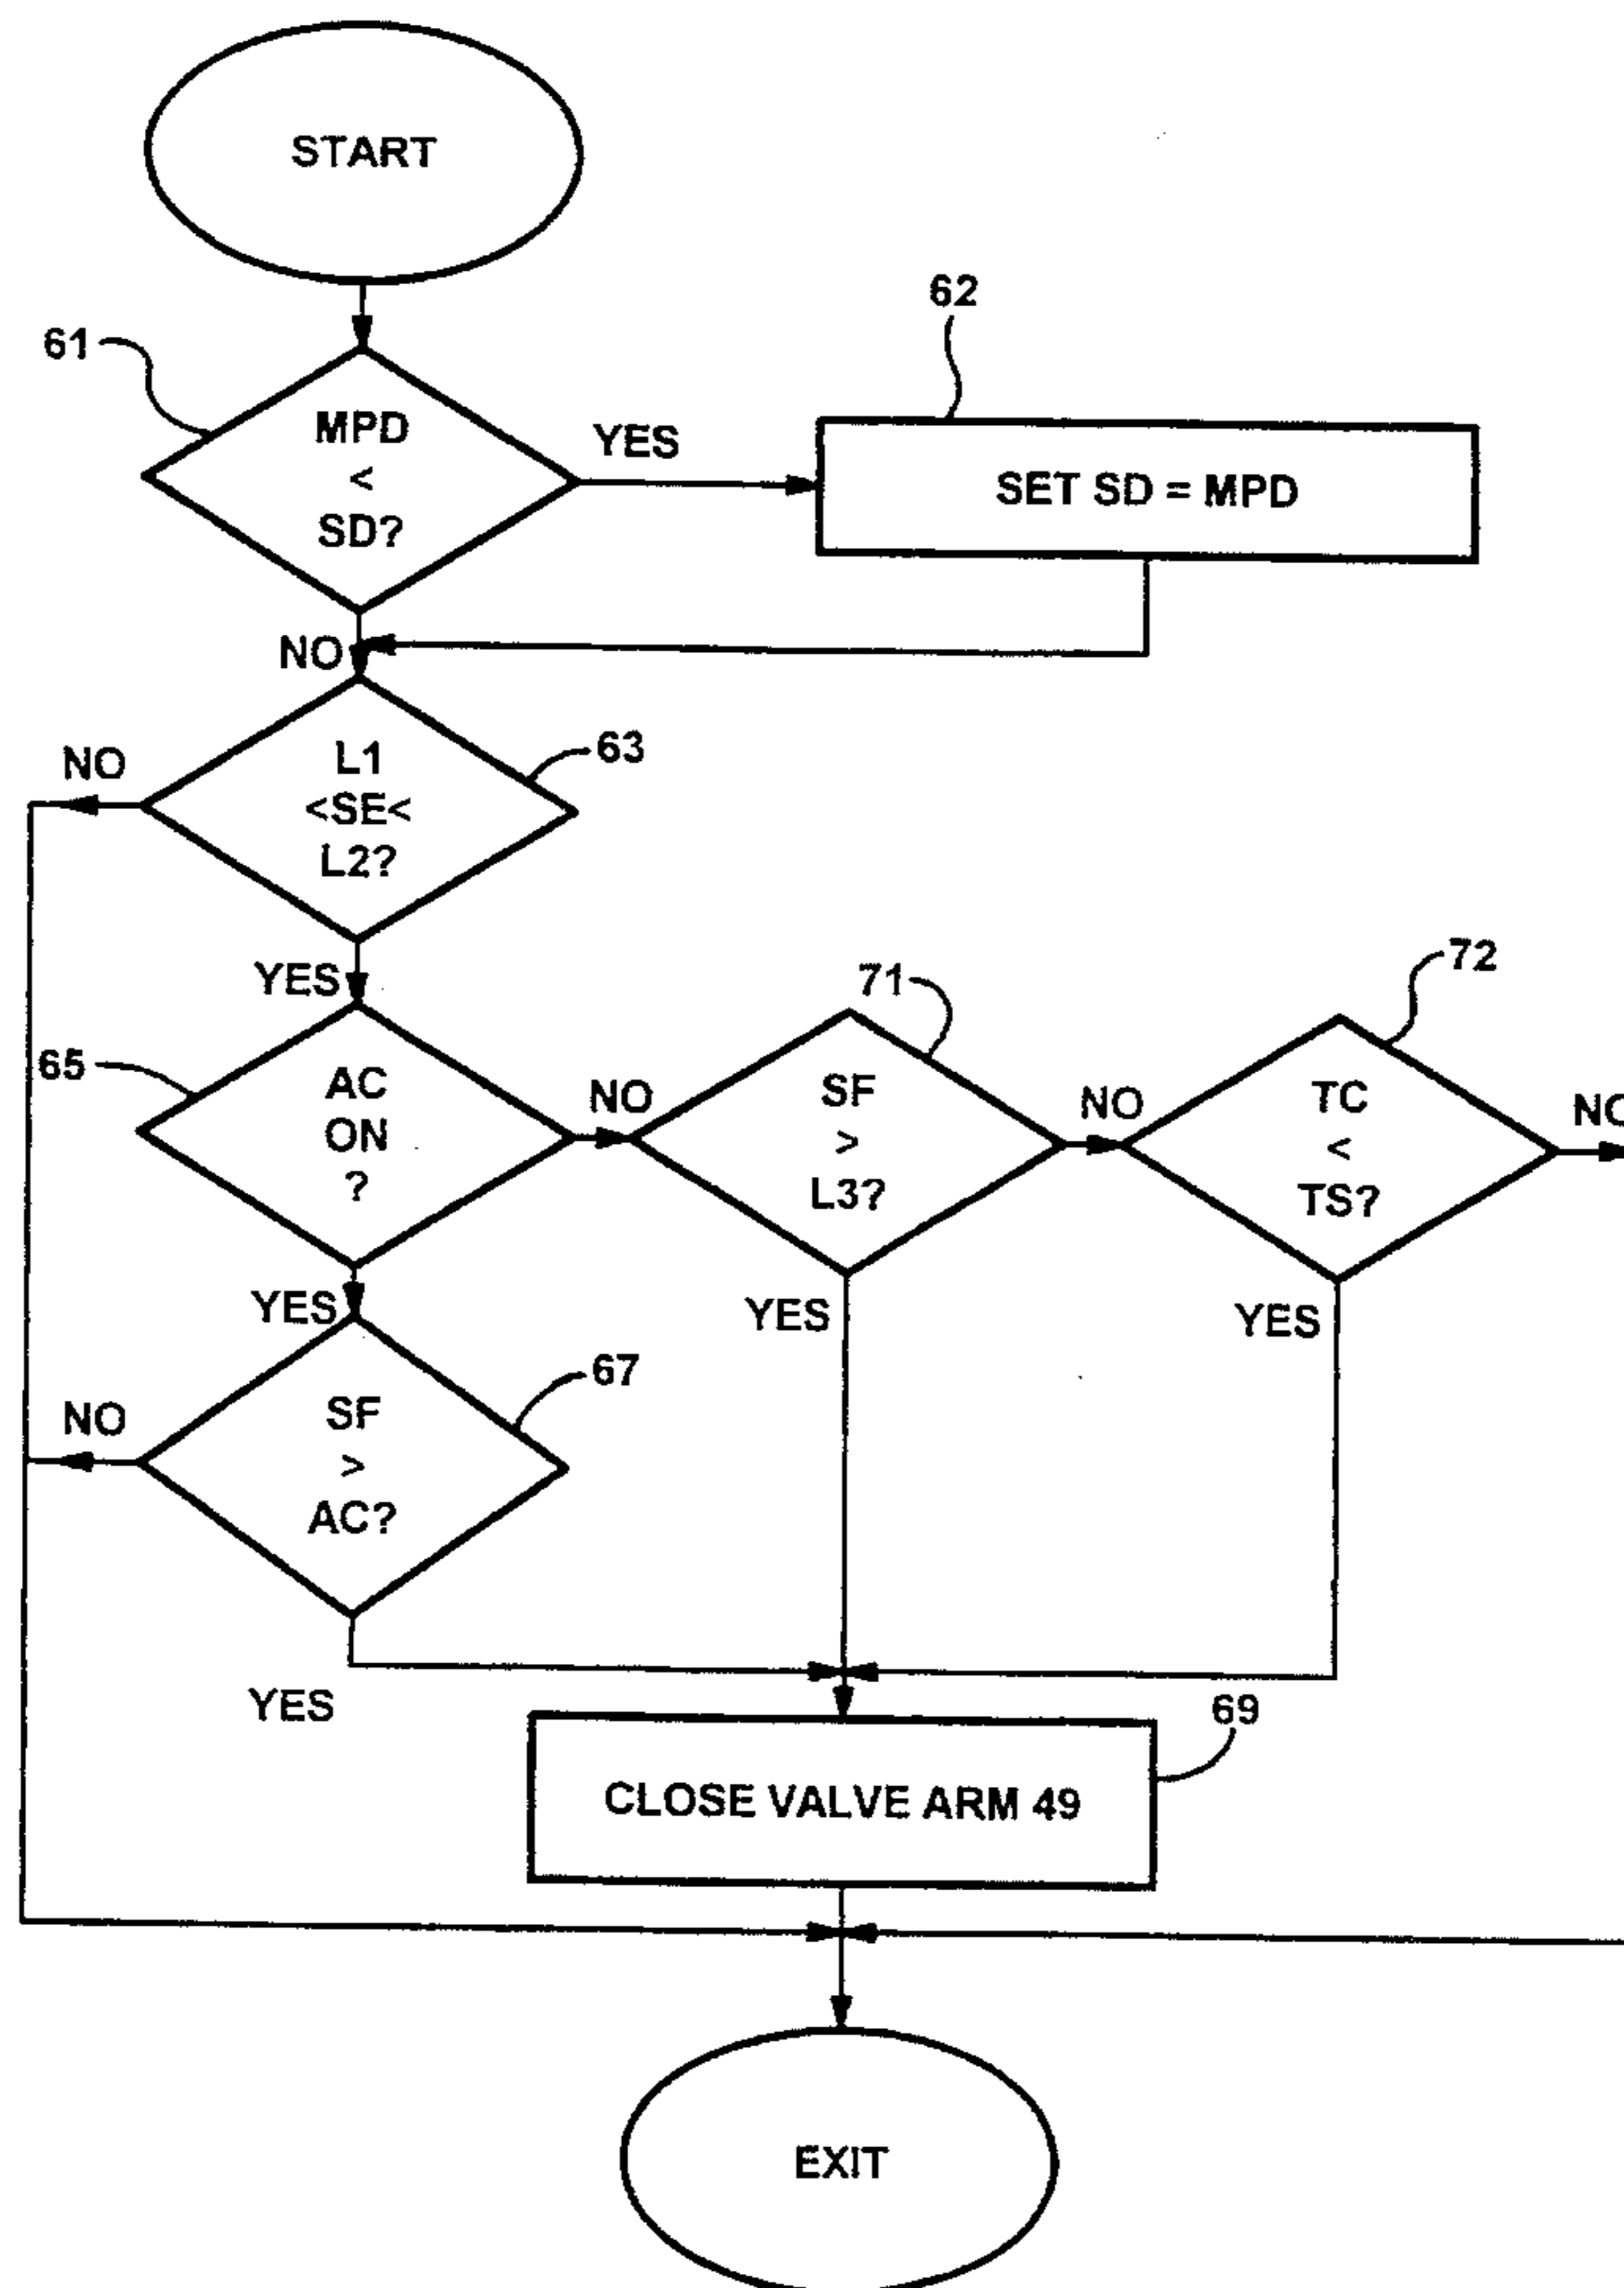 START
62
61
MPD
<
SD?
YES
SET SD = MPD
NO
L1
<SE<
L2?
63
NO
YES
71
72
65
AC
ON
?
NO
SF
>
L3?
NO
TC
<
TS?
NO
YES
YES
YES
67
NO
SF
>
AC?
YES
69
CLOSE VALVE ARM 49
EXIT